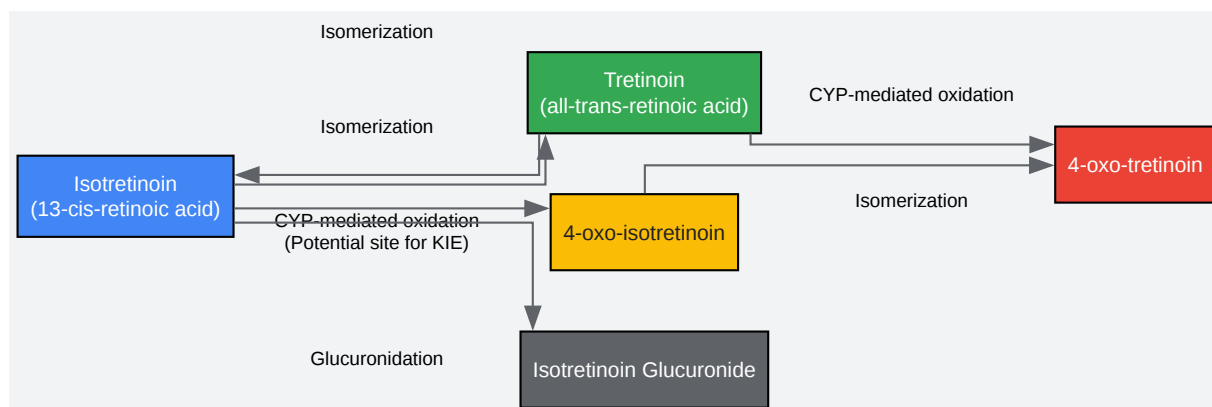 Isomerization
Tretinoin
(all-trans-retinoic acid)
CYP-mediated oxidation
Isomerization
4-oxo-tretinoin
Isotretinoin
(13-cis-retinoic acid)
Isomerization
CYP-mediated oxidation
(Potential site for KIE)
4-oxo-isotretinoin
Glucuronidation
Isotretinoin Glucuronide